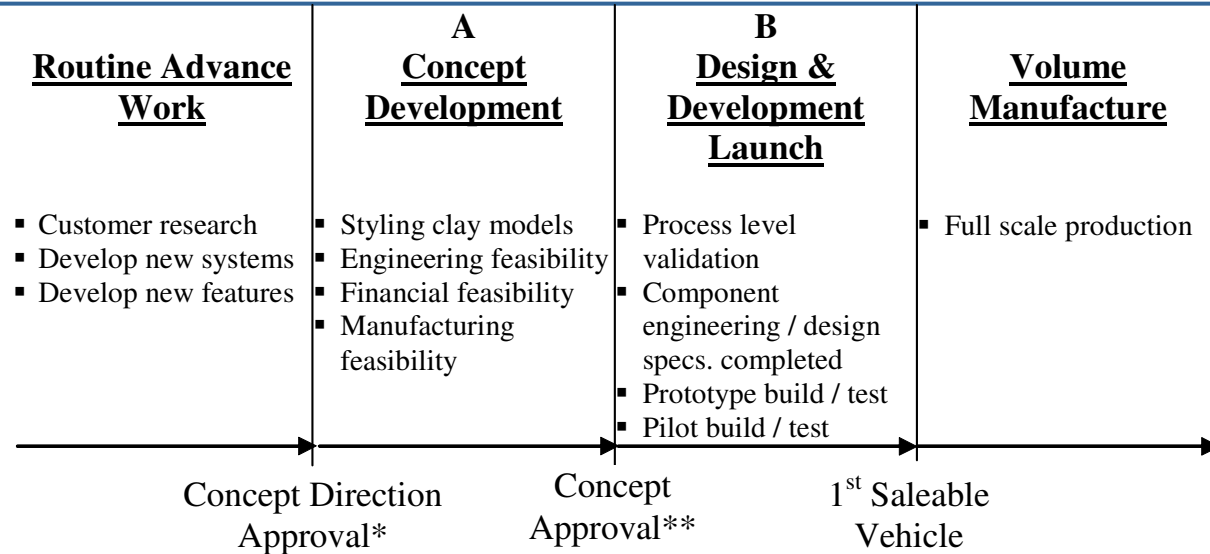 Routine Advance
Work
▪ Customer research
▪ Develop new systems
▪ Develop new features
A
Concept
Development
▪ Styling clay models
▪ Engineering feasibility
▪ Financial feasibility
▪ Manufacturing
feasibility
B
Design &
Development
Launch
▪ Process level
validation
▪ Component
engineering / design
specs. completed
▪ Prototype build / test
▪ Pilot build / test
Volume
Manufacture
▪ Full scale production
Concept Direction
Approval*
Concept
Approval**
1st Saleable
Vehicle